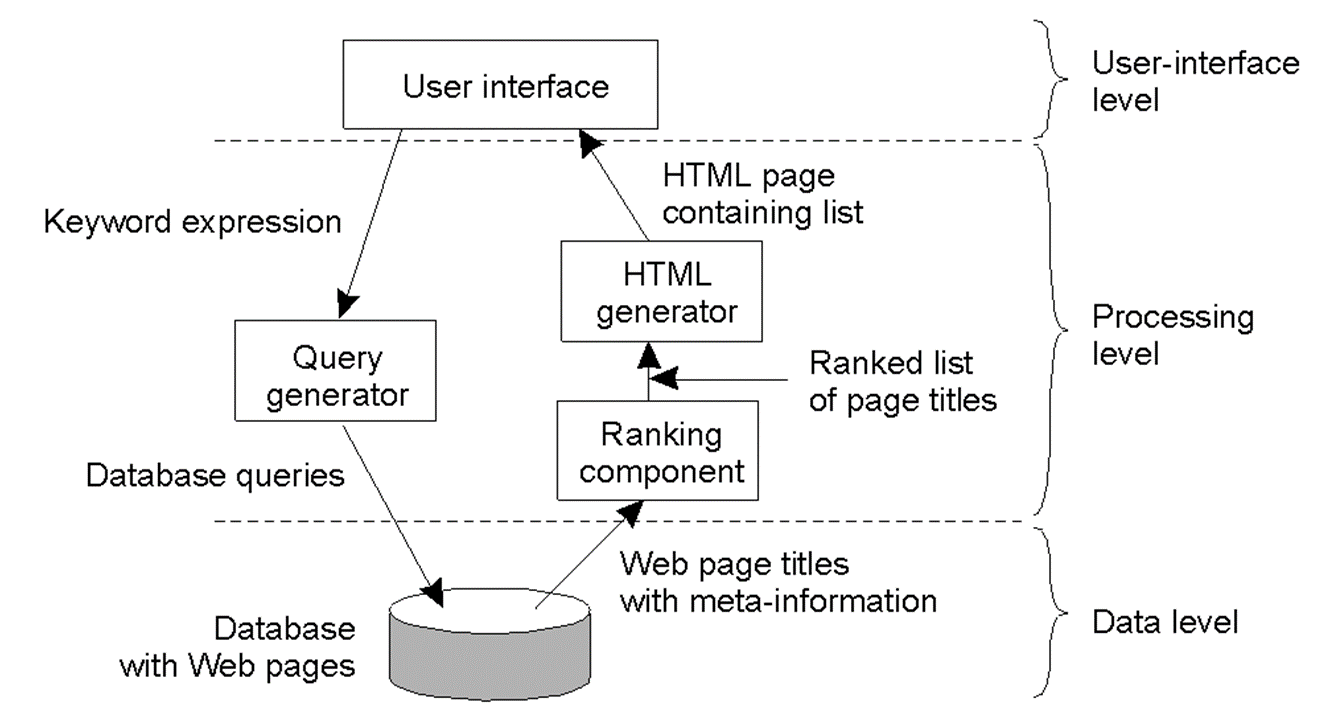 User interface
User-interface
level
HTML page
containing list
Keyword expression
HTML
generator
Processing
level
Query
generator
Ranked list
of page titles
Ranking
component
Database queries
Web page titles
with meta-information
Database
with Web pages
Data level